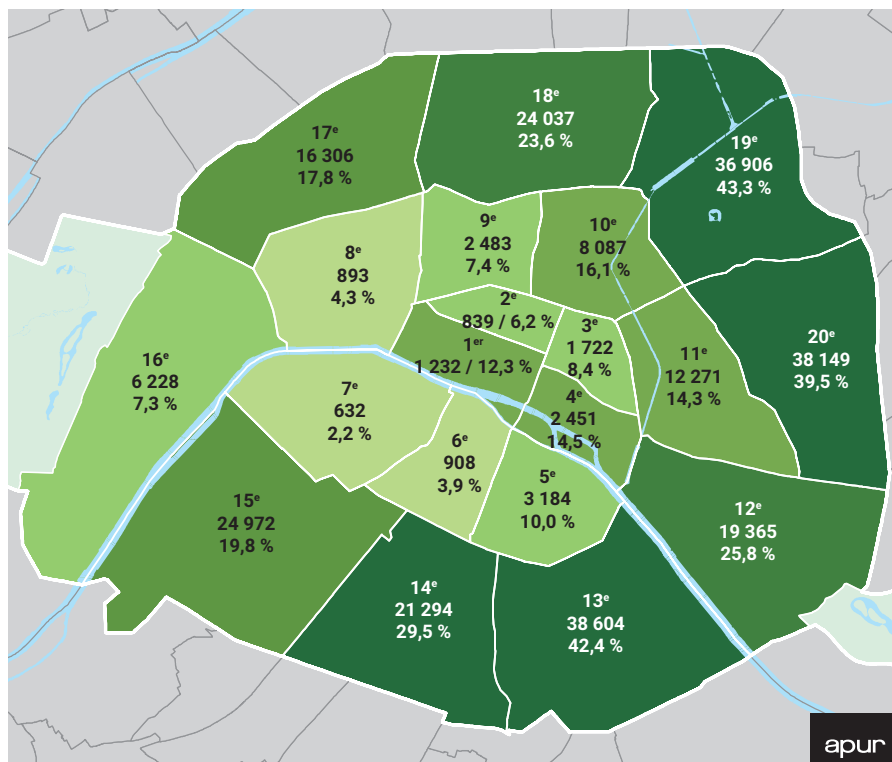 18e
24 037
23,6 %
17e
16 306
17,8 %
19e
36 906
43,3 %
9e
2 483
7,4 %
10e
8 087
16,1 %
8e
893
4,3 %
2e
839 / 6,2 %
3e
1 722
8,4 %
1er
1 232 / 12,3 %
11e
12 271
14,3 %
20e
38 149
39,5 %
16e
6 228
7,3 %
7e
632
2,2 %
4e
2 451
14,5 %
6e
908
3,9 %
5e
3 184
10,0 %
15e
24 972
19,8 %
12e
19 365
25,8 %
14e
21 294
29,5 %
13e
38 604
42,4 %
apur